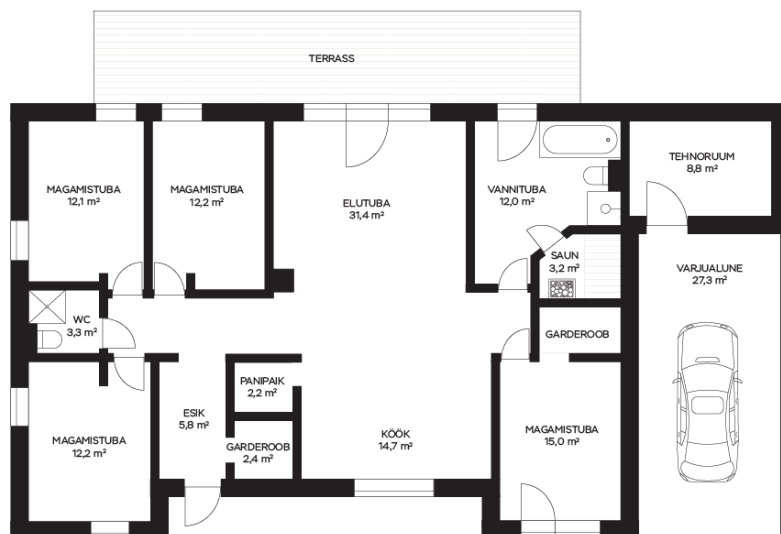 TERRASS
MAGAMISTUBA
12,1 m²
MAGAMISTUBA
12,2 m²
ELUTUBA
31,4 m²
VANNITUBA
12,0 m²
TEHNORUUM
8,8 m²
SAUN
3,2 m²
VARJUALUNE
27,3 m²
WC
3,3 m²
GARDEROOB
PANIPAIK
2,2 m²
ESIK
5,8 m²
MAGAMISTUBA
12,2 m²
GARDEROOB
2,4 m²
KÖÖK
14,7 m²
MAGAMISTUBA
15,0 m²